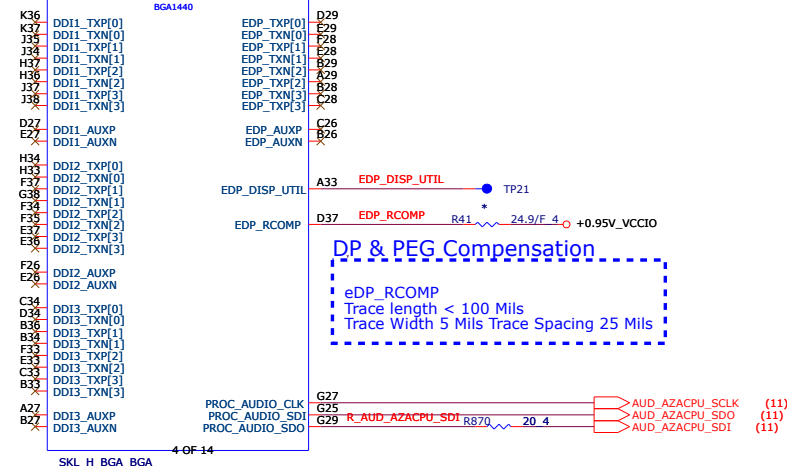 BGA1440
K36 DDI1_TXP[0] EDP_TXP[0] D29
K37 DDI1_TXN[0] EDP_TXN[0] E29
J35 DDI1_TXP[1] EDP_TXP[1] F28
J34 DDI1_TXN[1] EDP_TXN[1] E28
H37 DDI1_TXP[2] EDP_TXN[2] B29
H36 DDI1_TXN[2] EDP_TXP[2] A29
J37 DDI1_TXP[3] EDP_TXN[3] B28
J38 DDI1_TXN[3] EDP_TXP[3] C28
D27 DDI1_AUXP EDP_AUXP C26
E27 DDI1_AUXN EDP_AUXN B26
H34 DDI2_TXP[0]
H33 DDI2_TXN[0]
F37 DDI2_TXP[1] EDP_DISP_UTIL A33 EDP_DISP_UTIL TP21
G38 DDI2_TXN[1]
F34 DDI2_TXP[2] *
F35 DDI2_TXN[2] EDP_RCOMP D37 EDP_RCOMP R41 24.9/F_4 +0.95V_VCCIO
E37 DDI2_TXP[3]
E36 DDI2_TXN[3]
DP & PEG Compensation
F26 DDI2_AUXP
E26 DDI2_AUXN
eDP_RCOMP
Trace length < 100 Mils
Trace Width 5 Mils Trace Spacing 25 Mils
C34 DDI3_TXP[0]
D34 DDI3_TXN[0]
B36 DDI3_TXP[1]
B34 DDI3_TXN[1]
F33 DDI3_TXP[2]
E33 DDI3_TXN[2]
C33 DDI3_TXP[3]
B33 DDI3_TXN[3]
PROC_AUDIO_CLK G27 AUD_AZACPU_SCLK (11)
A27 DDI3_AUXP PROC_AUDIO_SDI G25 AUD_AZACPU_SDO (11)
B27 DDI3_AUXN PROC_AUDIO_SDO G29 R_AUD_AZACPU_SDI R870 20_4 AUD_AZACPU_SDI (11)
4 OF 14
SKL_H_BGA_BGA